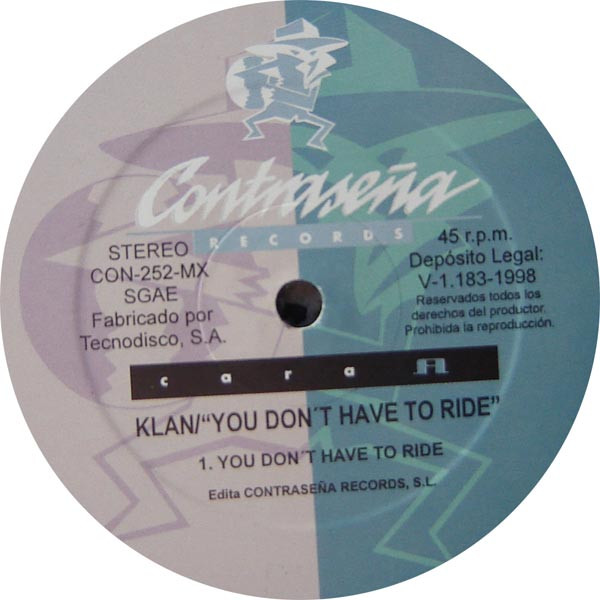 Contraseña
RECORDS
STEREO
CON-252-MX
SGAE
Fabricado por
Tecnodisco, S.A.
45 r.p.m.
Depósito Legal:
V-1.183-1998
Reservados todos los
derechos del productor.
Prohibida la reproducción.
cara A
KLAN/“YOU DON´T HAVE TO RIDE”
1. YOU DON´T HAVE TO RIDE
Edita CONTRASEÑA RECORDS, S.L.